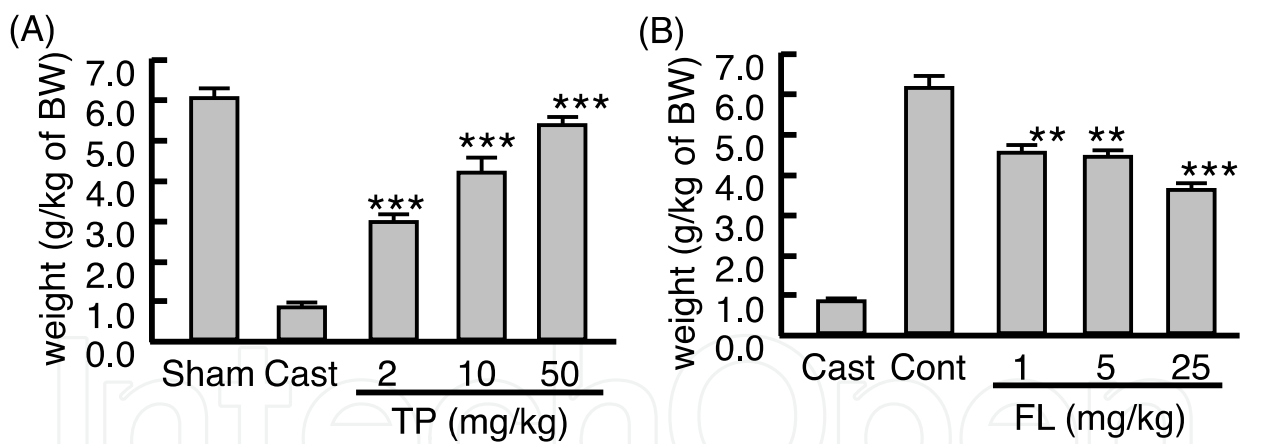 (A)
weight (g/kg of BW)
7.0
6.0
5.0
4.0
3.0
2.0
1.0
0.0
***
***
***
Sham Cast 2 10 50
TP (mg/kg)
(B)
weight (g/kg of BW)
7.0
6.0
5.0
4.0
3.0
2.0
1.0
0.0
** **
***
Cast Cont 1 5 25
FL (mg/kg)
IntechOpen